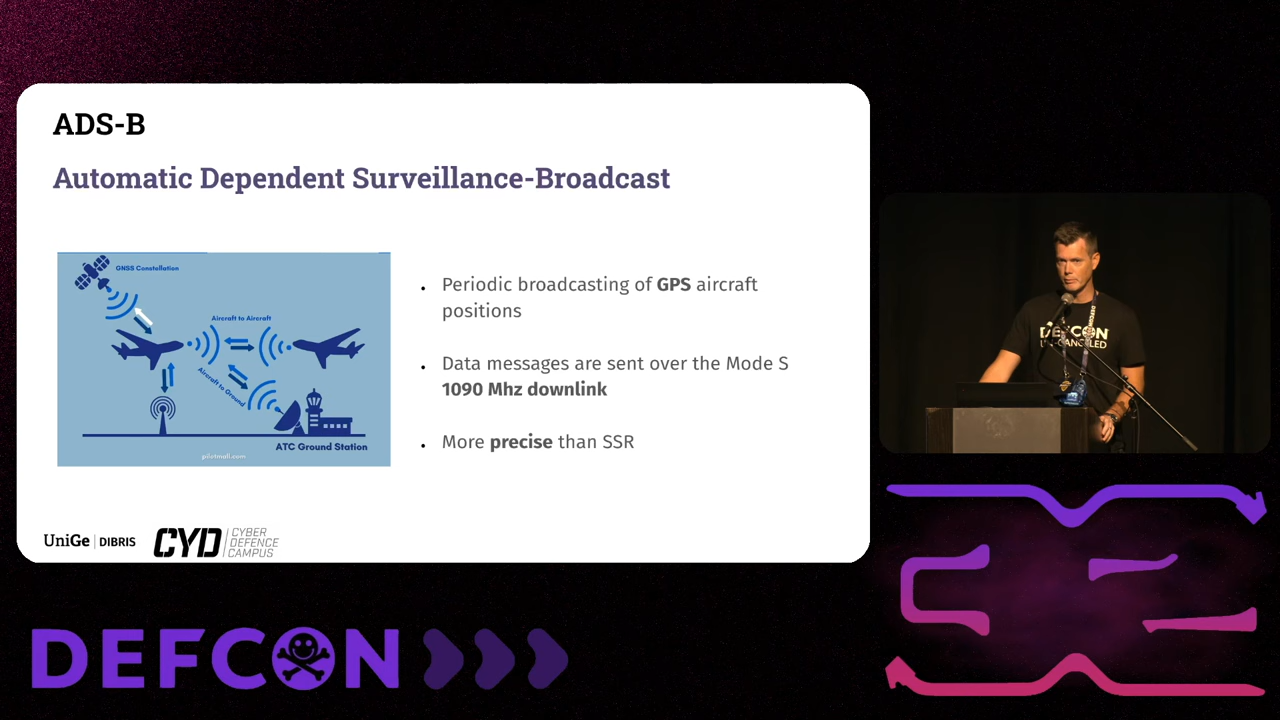 ADS-B
Automatic Dependent Surveillance-Broadcast
GNSS Constellation
Aircraft to Aircraft
Aircraft to Ground
ATC Ground Station
pilotmall.com
• Periodic broadcasting of GPS aircraft
positions
• Data messages are sent over the Mode S
1090 Mhz downlink
• More precise than SSR
UniGe | DIBRIS
CYD CYBER
DEFENCE
CAMPUS
DEFCON
UN-CANCELLED
DEFCON